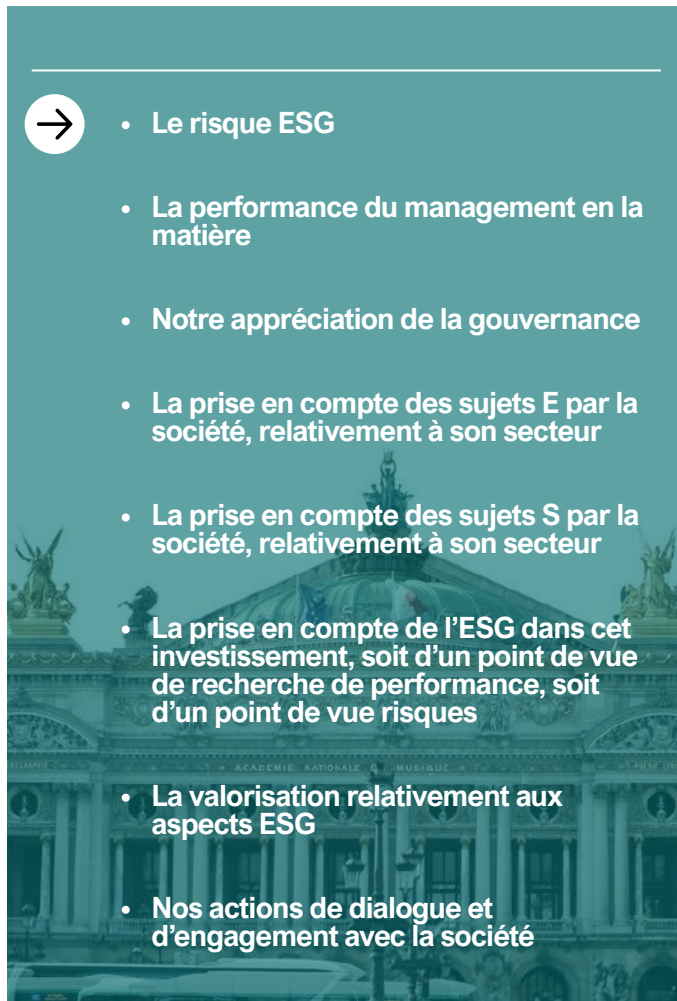 • Le risque ESG
• La performance du management en la
matière
• Notre appréciation de la gouvernance
• La prise en compte des sujets E par la
société, relativement à son secteur
• La prise en compte des sujets S par la
société, relativement à son secteur
• La prise en compte de l’ESG dans cet
investissement, soit d’un point de vue
de recherche de performance, soit
d’un point de vue risques
ACADEMIE NATIONALE D MUSIQUE
• La valorisation relativement aux
aspects ESG
• Nos actions de dialogue et
d’engagement avec la société